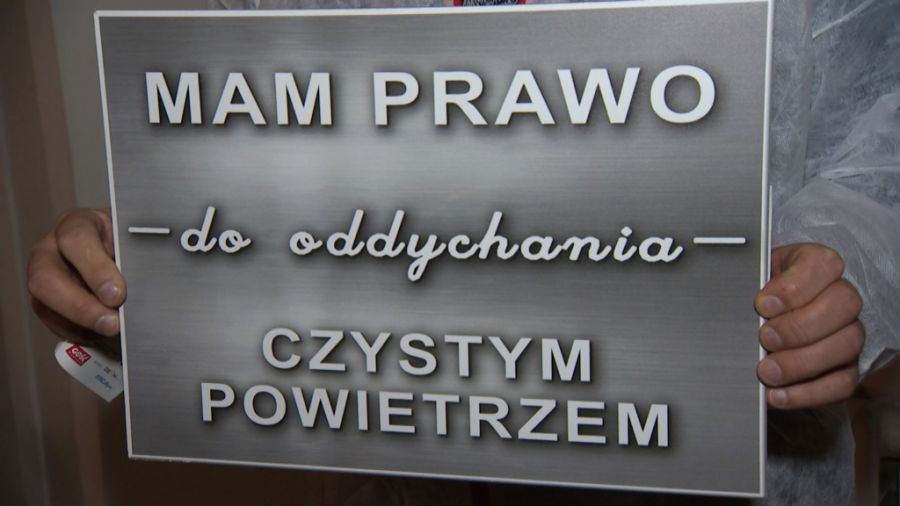 MAM PRAWO
do oddychania
CZYSTYM
POWIETRZEM